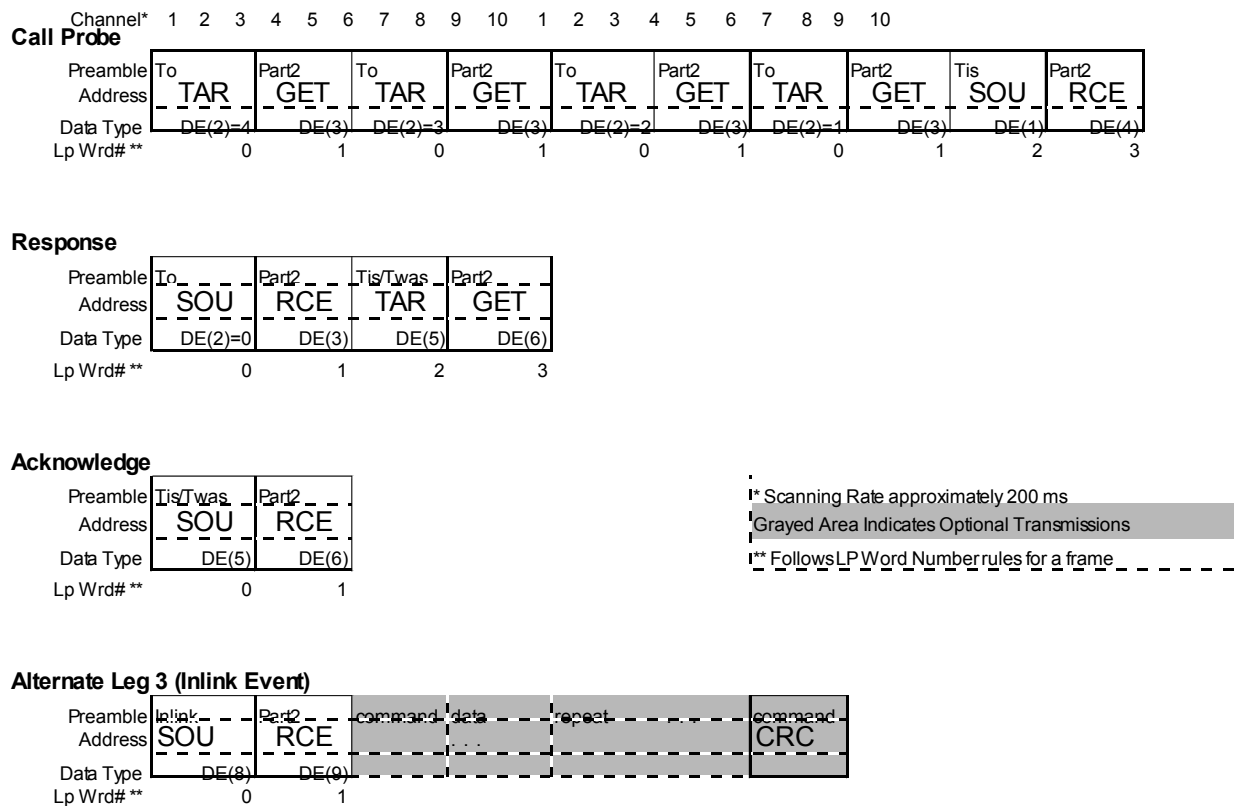 Channel* 1 2 3 4 5 6 7 8 9 10 1 2 3 4 5 6 7 8 9 10
Call Probe
Preamble To Part2 To Part2 To Part2 To Part2 Tis Part2
Address TAR GET TAR GET TAR GET TAR GET SOU RCE
Data Type DE(2)=4 DE(3) DE(2)=3 DE(3) DE(2)=2 DE(3) DE(2)=1 DE(3) DE(1) DE(4)
Lp Wrd# ** 0 1 0 1 0 1 0 1 2 3
Response
Preamble To Part2 Tis/Twas Part2
Address SOU RCE TAR GET
Data Type DE(2)=0 DE(3) DE(5) DE(6)
Lp Wrd# ** 0 1 2 3
Acknowledge
Preamble Tis/Twas Part2
Address SOU RCE
Data Type DE(5) DE(6)
Lp Wrd# ** 0 1
* Scanning Rate approximately 200 ms
Grayed Area Indicates Optional Transmissions
** Follows LP Word Number rules for a frame
Alternate Leg 3 (Inlink Event)
Preamble Inlink Part2 command data repeat . . . command
Address SOU RCE . . . CRC
Data Type DE(8) DE(9)
Lp Wrd# ** 0 1